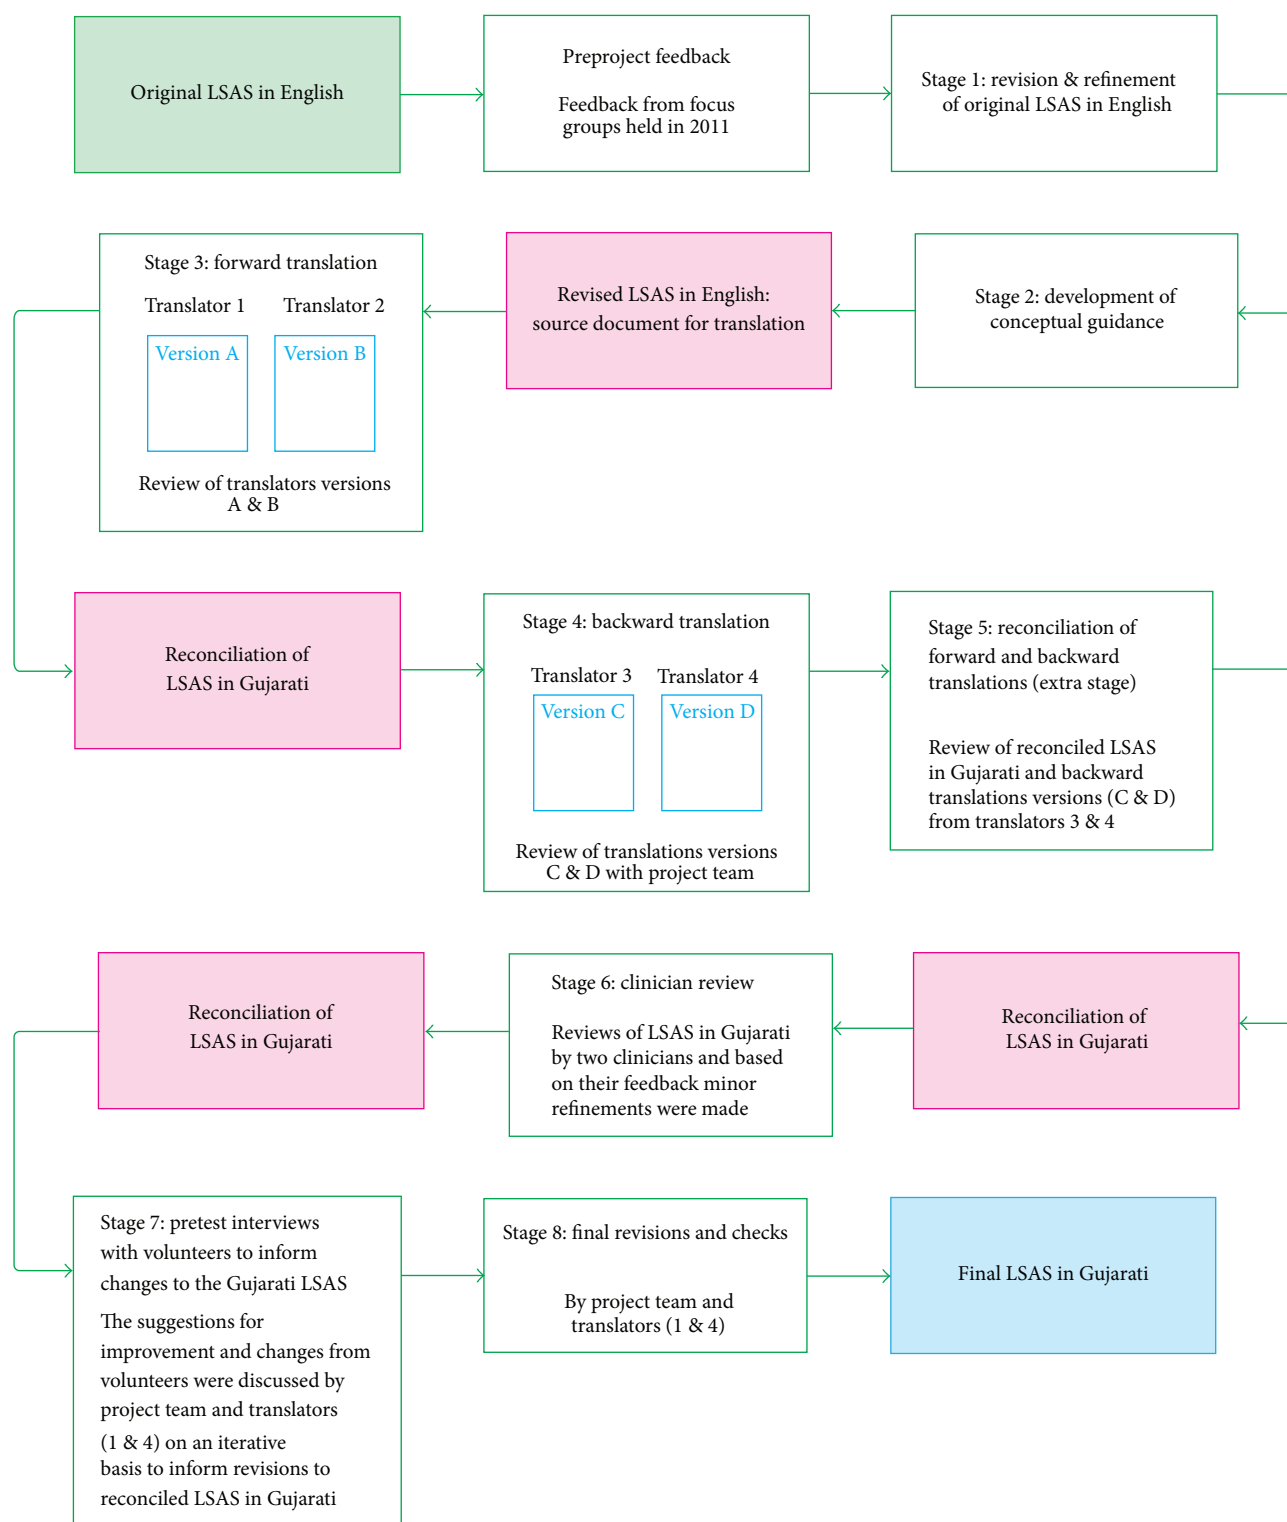 Original LSAS in English
Preproject feedback
Feedback from focus
groups held in 2011
Stage 1: revision & refinement
of original LSAS in English
Stage 3: forward translation
Translator 1
Translator 2
Version A
Version B
Review of translators versions
A & B
Revised LSAS in English:
source document for translation
Stage 2: development of
conceptual guidance
Reconciliation of
LSAS in Gujarati
Stage 4: backward translation
Translator 3
Translator 4
Version C
Version D
Review of translations versions
C & D with project team
Stage 5: reconciliation of
forward and backward
translations (extra stage)
Review of reconciled LSAS
in Gujarati and backward
translations versions (C & D)
from translators 3 & 4
Reconciliation of
LSAS in Gujarati
Stage 6: clinician review
Reviews of LSAS in Gujarati
by two clinicians and based
on their feedback minor
refinements were made
Reconciliation of
LSAS in Gujarati
Stage 7: pretest interviews
with volunteers to inform
changes to the Gujarati LSAS
The suggestions for
improvement and changes from
volunteers were discussed by
project team and translators
(1 & 4) on an iterative
basis to inform revisions to
reconciled LSAS in Gujarati
Stage 8: final revisions and checks
By project team and
translators (1 & 4)
Final LSAS in Gujarati